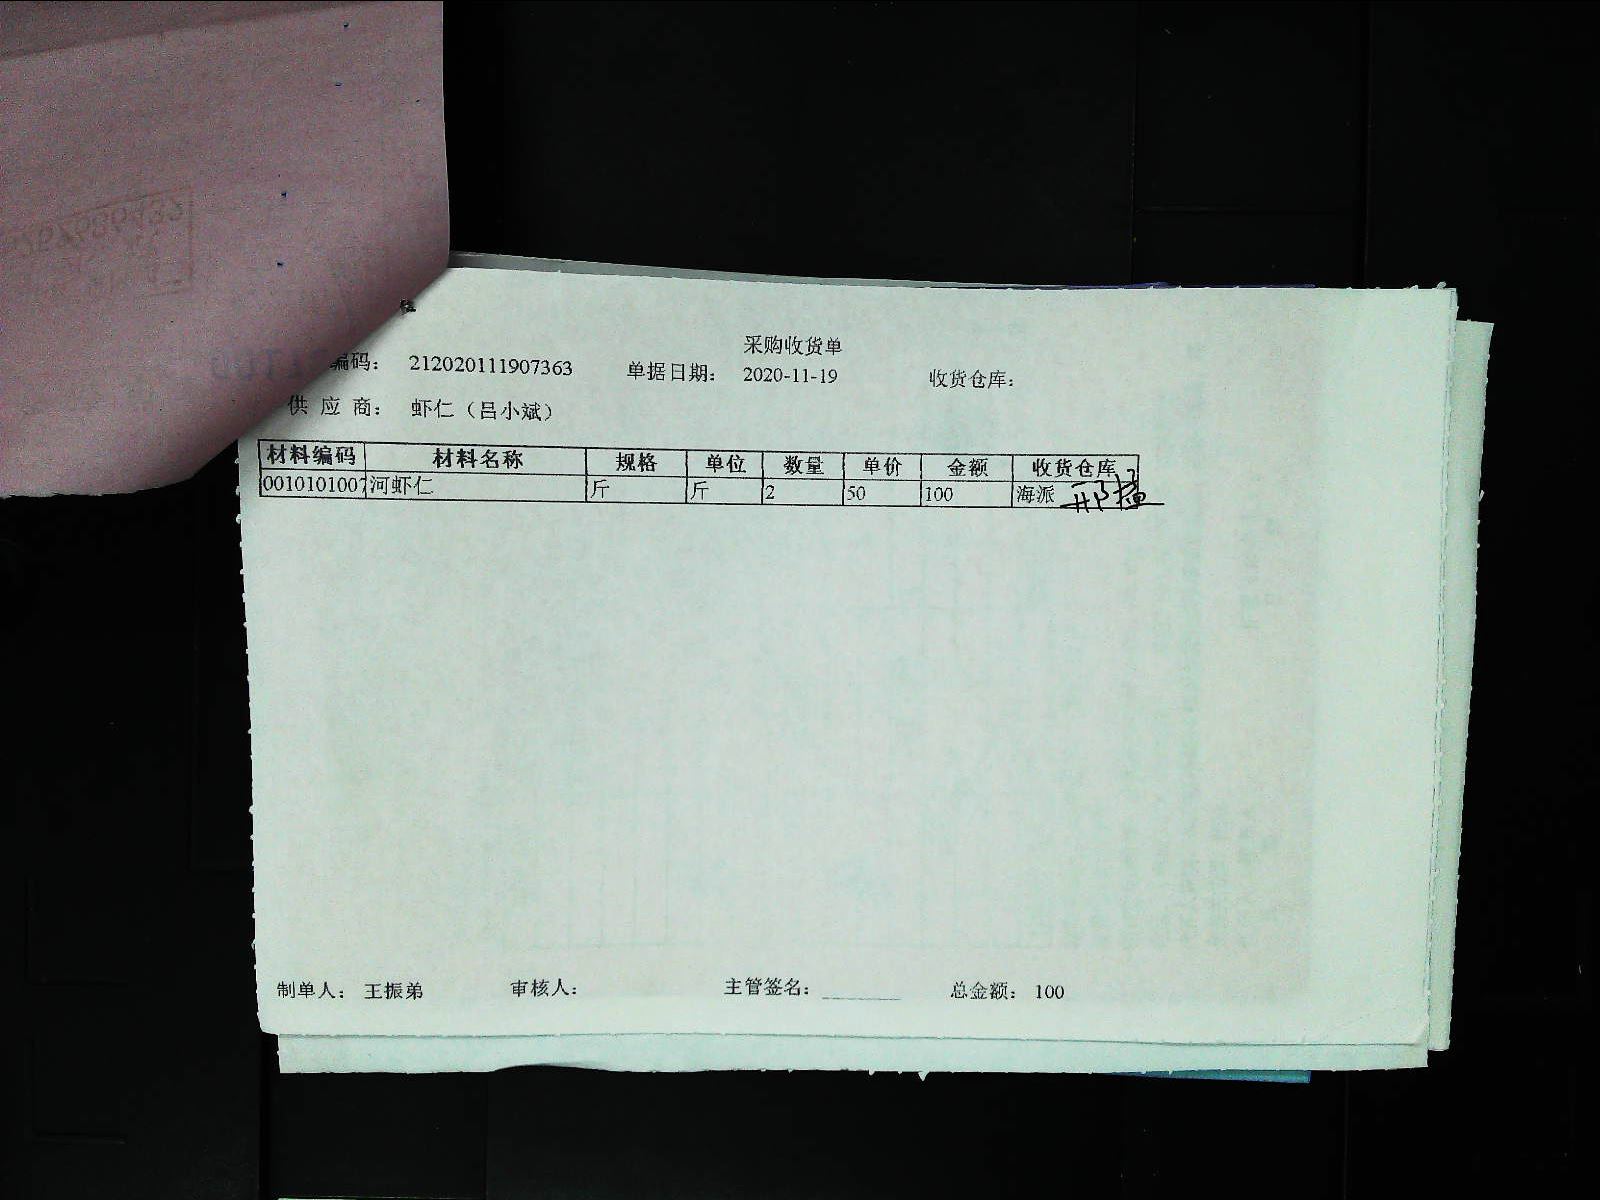 采购收货单
编码： 212020111907363 单据日期： 2020-11-19 收货仓库：
供 应 商： 虾仁（吕小斌）
材料编码 材料名称 规格 单位 数量 单价 金额 收货仓库
0010101007 河虾仁 斤 斤 2 50 100 海派
制单人： 王振弟 审核人： 主管签名： 总金额： 100